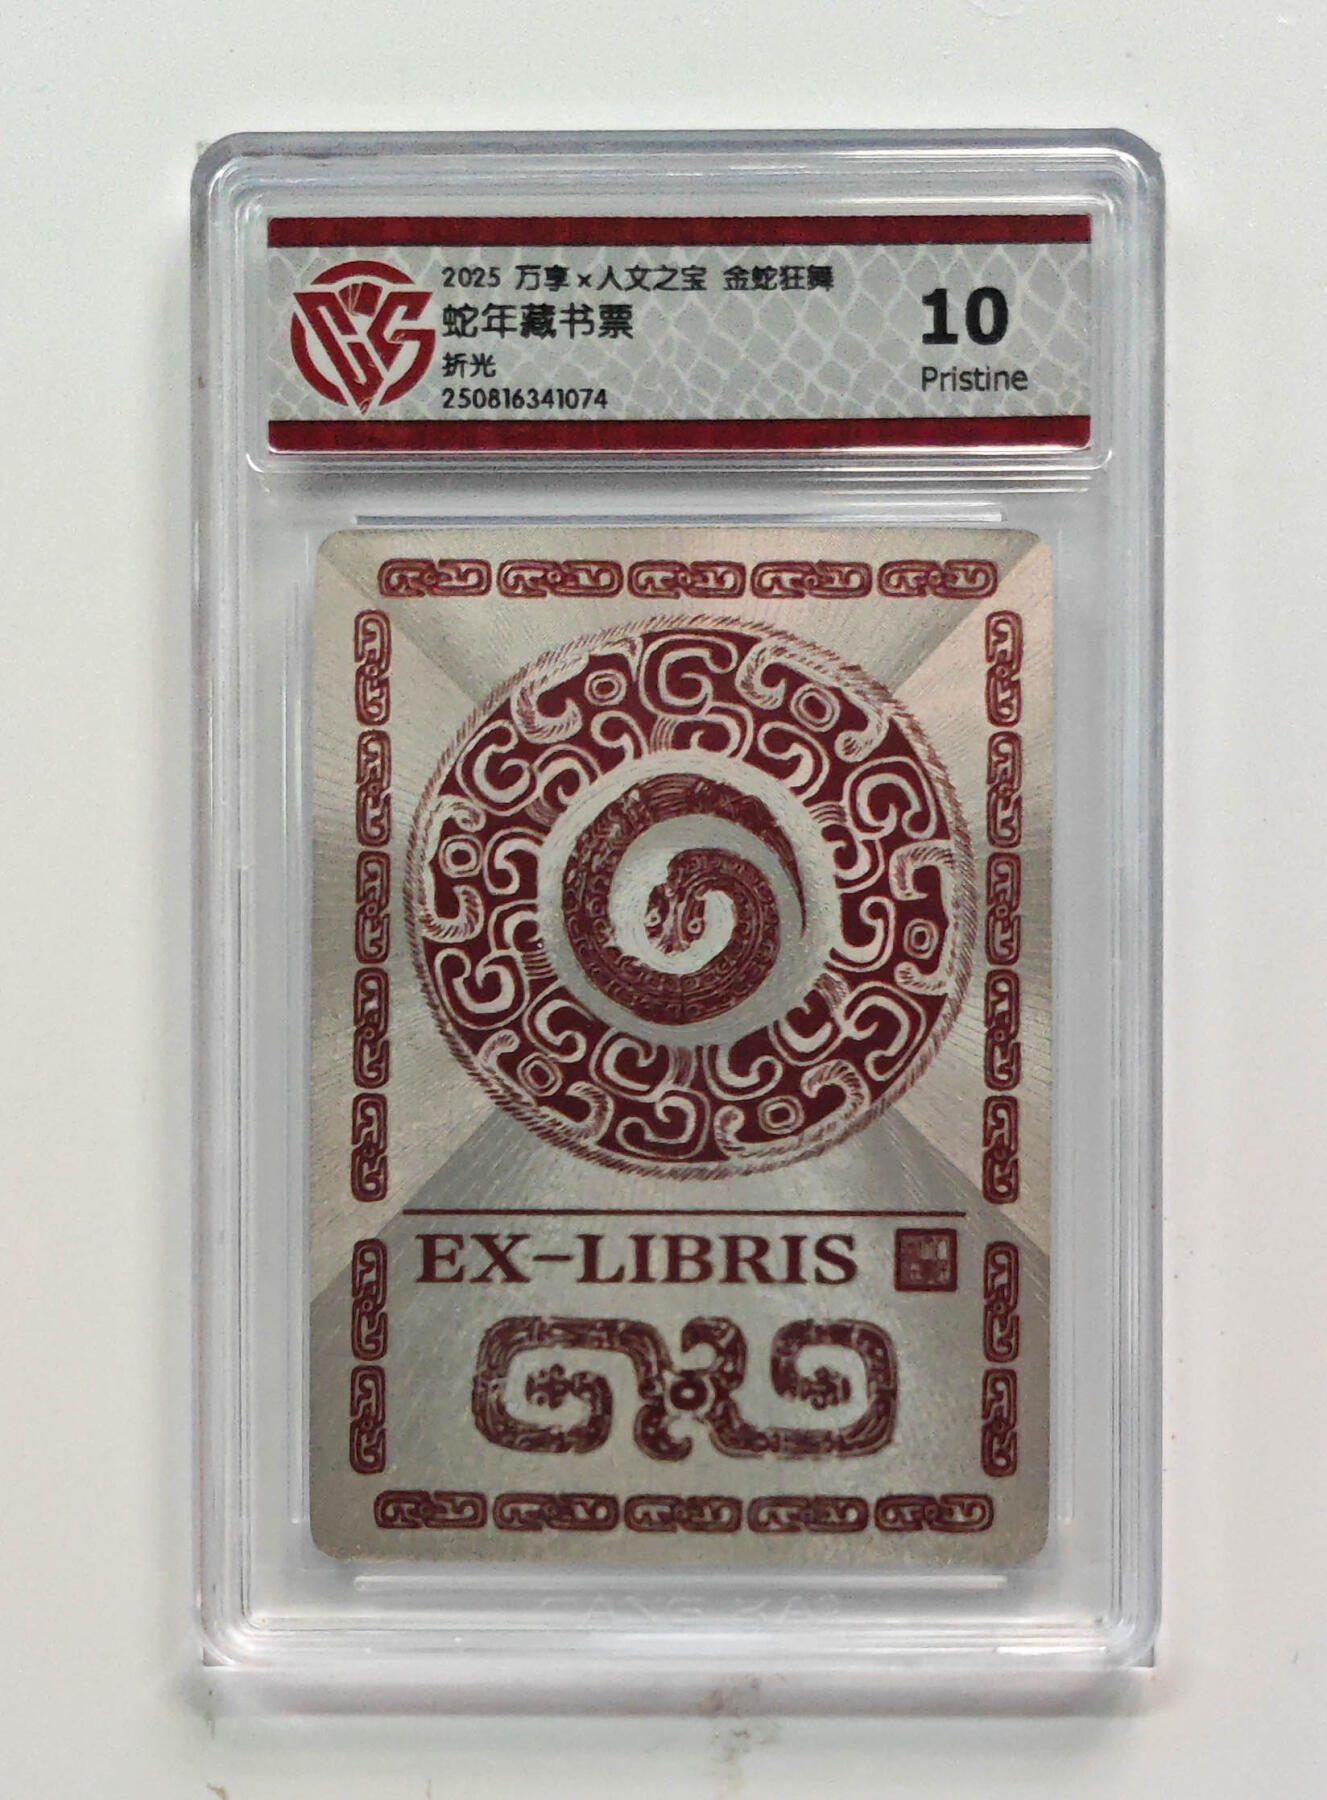 2025 万享 x 人文之宝 金蛇狂舞
蛇年藏书票
折光
250816341074
10
Pristine
EX-LIBRIS